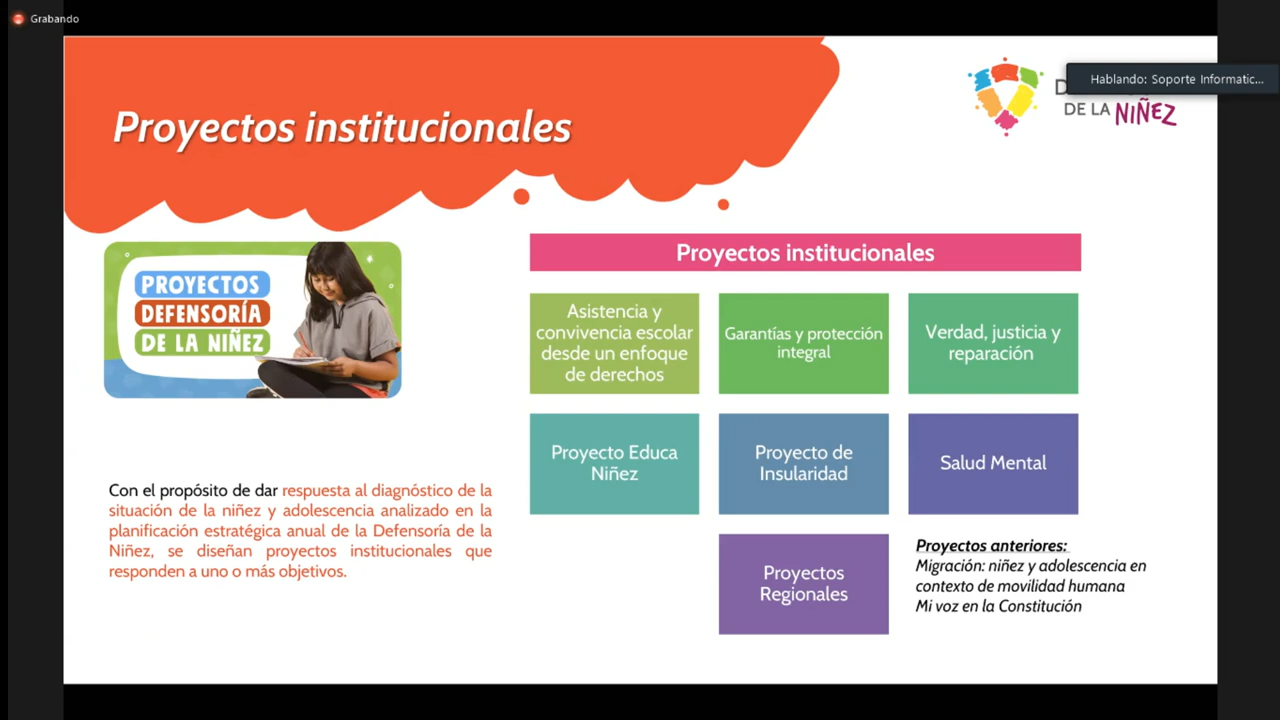 Grabando
Hablando: Soporte Informatic...
DE LA NIÑEZ
Proyectos institucionales
PROYECTOS
DEFENSORÍA
DE LA NIÑEZ
Con el propósito de dar respuesta al diagnóstico de la
situación de la niñez y adolescencia analizado en la
planificación estratégica anual de la Defensoría de la
Niñez, se diseñan proyectos institucionales que
responden a uno o más objetivos.
Proyectos institucionales
Asistencia y
convivencia escolar
desde un enfoque
de derechos
Garantías y protección
integral
Verdad, justicia y
reparación
Proyecto Educa
Niñez
Proyecto de
Insularidad
Salud Mental
Proyectos
Regionales
Proyectos anteriores:
Migración: niñez y adolescencia en
contexto de movilidad humana
Mi voz en la Constitución